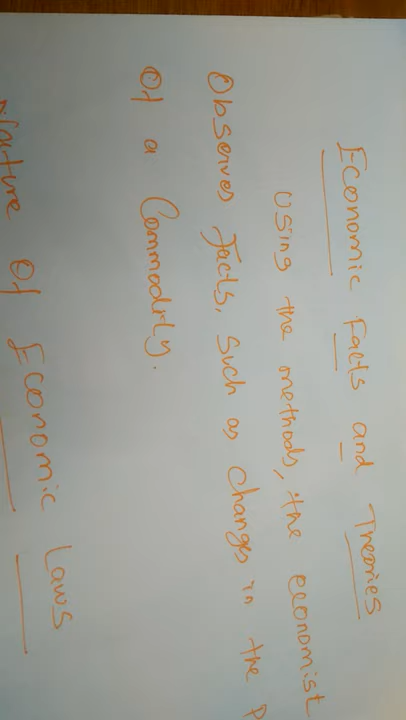 Economic Facts and Theories
Using the methods, the economist
Observes facts, such as changes in the
Of a Commodity.
Nature Of Economic Laws